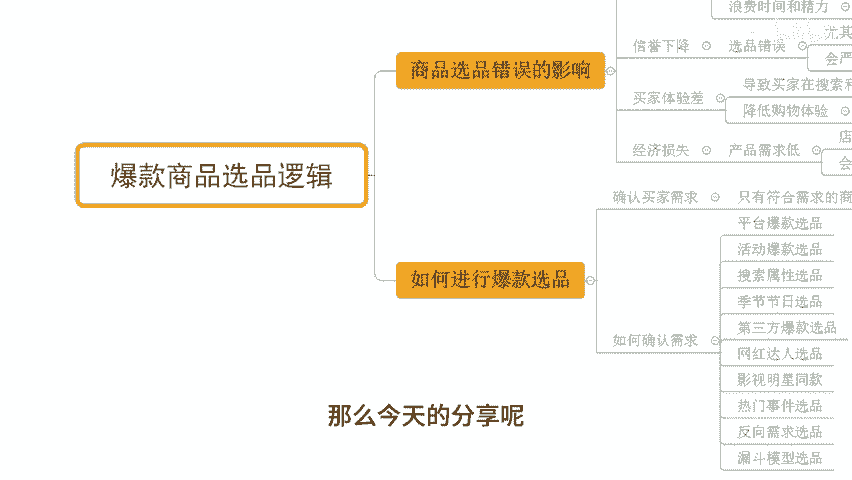 浪费时间和精力
尤其
信誉下降
选品错误
会严
商品选品错误的影响
导致买家在搜索和
买家体验差
降低购物体验
店
经济损失
产品需求低
会
爆款商品选品逻辑
确认买家需求
只有符合需求的商
平台爆款选品
活动爆款选品
如何进行爆款选品
搜索属性选品
季节节日选品
第三方爆款选品
如何确认需求
网红达人选品
影视明星同款
热门事件选品
反向需求选品
漏斗模型选品
那么今天的分享呢